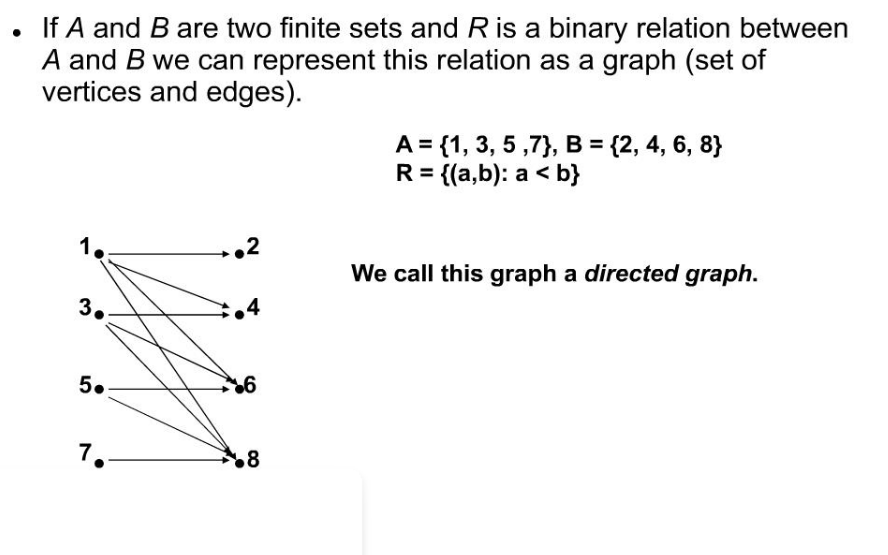 • If A and B are two finite sets and R is a binary relation between
A and B we can represent this relation as a graph (set of
vertices and edges).
A = {1, 3, 5 ,7}, B = {2, 4, 6, 8}
R = {(a,b): a < b}
1 2
We call this graph a directed graph.
3 4
5 6
7 8